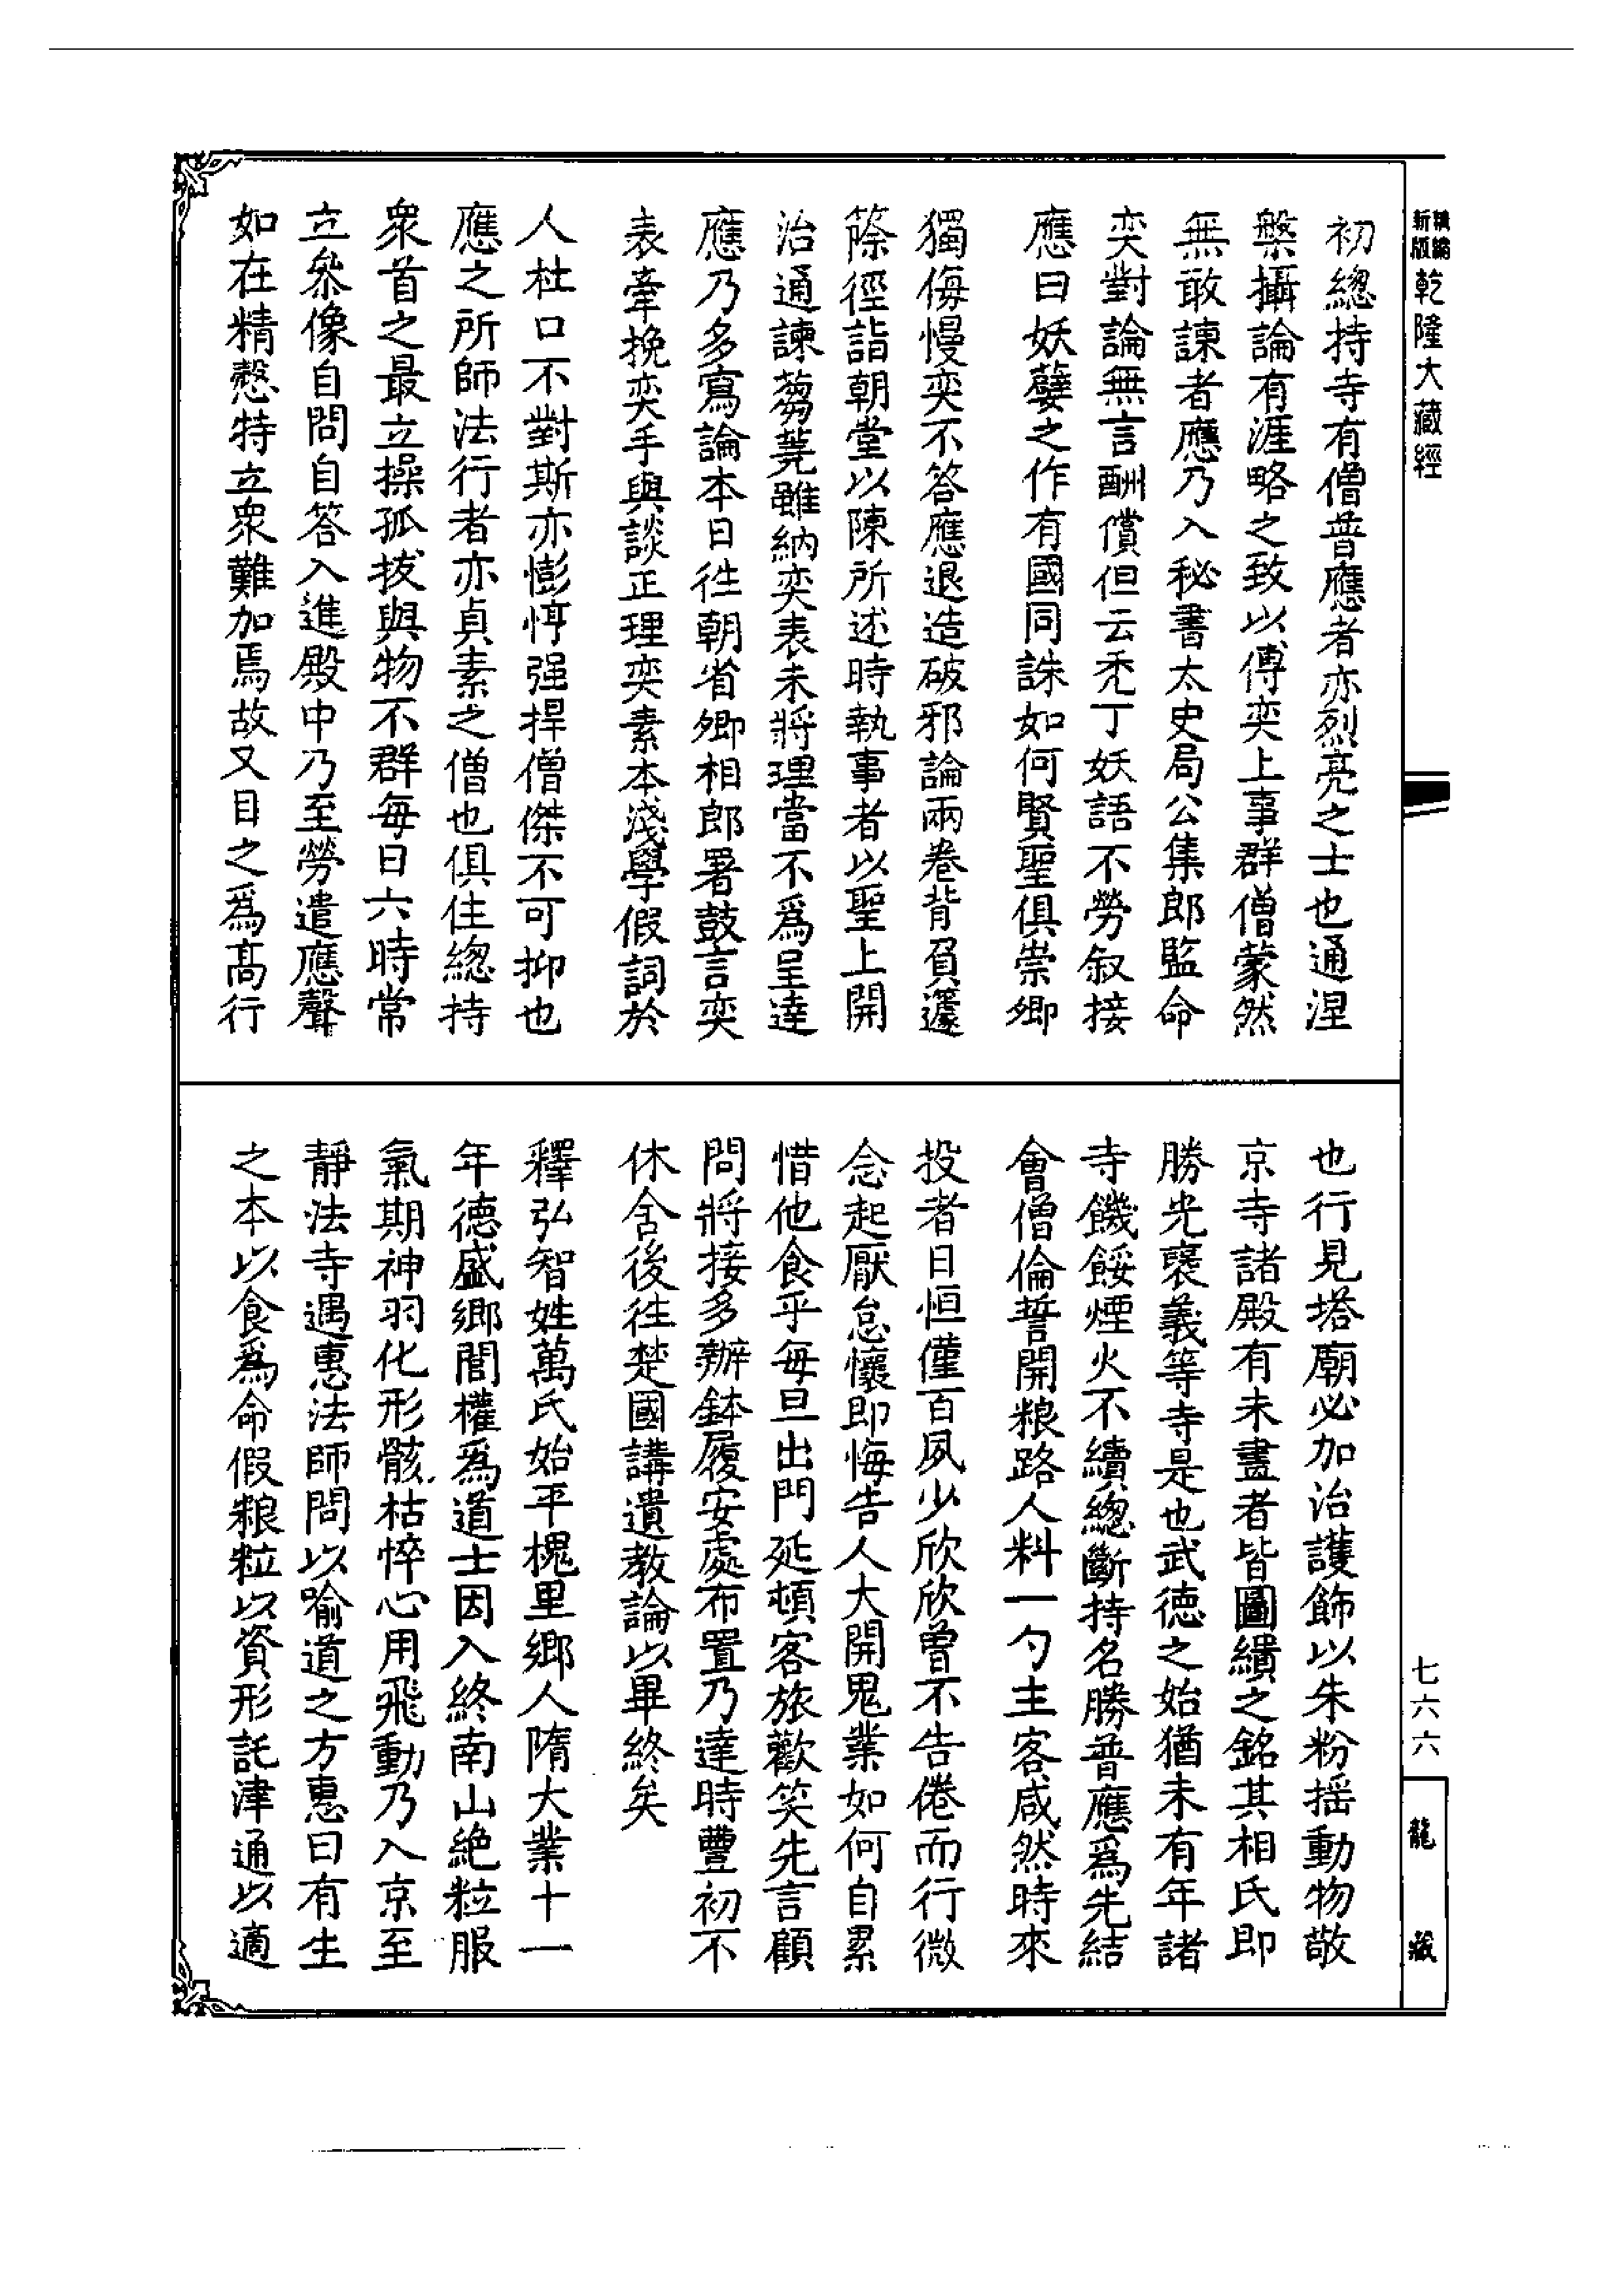 新版精縮乾隆大藏經
初總持寺有僧普應者亦烈亮之士也通涅
槃攝論有涯略之致以傅奕上事群僧蒙然
無敢諫者應乃入秘書太史局公集郎監命
奕對論無言酬償但云禿丁妖語不勞叙接
應曰妖孽之作有國同誅如何賢聖俱崇卿
獨侮慢奕不答應退造破邪論兩卷背負籧
篨徑詣朝堂以陳所述時執事者以聖上開
治通諫蒭蕘雖納奕表未將理當不爲呈達
應乃多寫論本日徃朝省卿相郎署鼓言奕
表牽挽奕手與談正理奕素本淺學假詞於
人杜口不對斯亦憉悙强捍僧傑不可抑也
應之所師法行者亦貞素之僧也俱住總持
衆首之最立操孤拔與物不群每日六時常
立叅像自問自答入進殿中乃至勞遣應聲
如在精慤特立衆難加焉故又目之爲髙行
也行見塔廟必加治護飾以朱粉摇動物敬
京寺諸殿有未畫者皆圖繢之銘其相氏即
勝光褒義等寺是也武德之始猶未有年諸
寺饑餒煙火不續總斷持名勝普應爲先結
會僧倫誓開粮路人料一勺主客咸然時來
投者日恒僅百夙少欣欣曾不告倦而行微
念起厭怠懷即悔告人大開鬼業如何自累
惜他食乎每旦出門延頓客旅歡笑先言顧
問將接多辦鉢履安處布置乃達時豐初不
休舍後徃楚國講遺教論以畢終矣
釋弘智姓萬氏始平槐里鄉人隋大業十一
年德盛鄉閭權爲道士因入終南山絶粒服
氣期神羽化形骸枯悴心用飛動乃入京至
靜法寺遇惠法師問以喻道之方惠曰有生
之本以食爲命假粮粒以資形託津通以適
七六六
龍藏